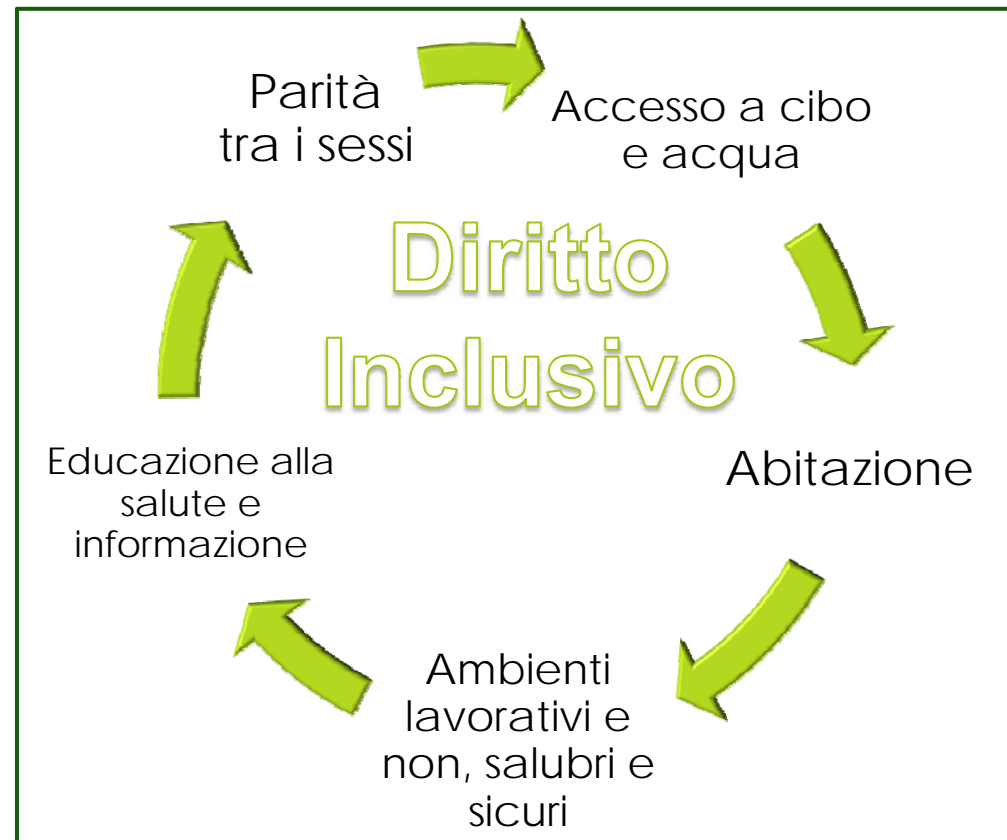 Parità
tra i sessi
Accesso a cibo
e acqua
Diritto
Inclusivo
Abitazione
Ambienti
lavorativi e
non, salubri e
sicuri
Educazione alla
salute e
informazione